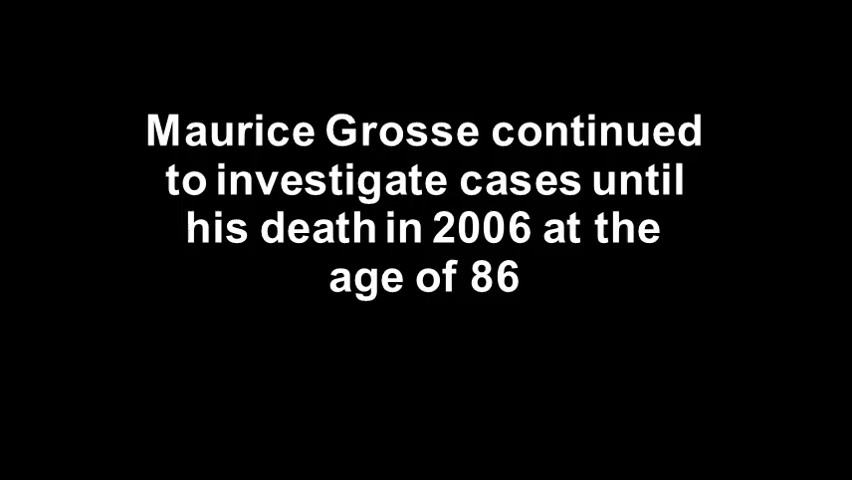 Maurice Grosse continued
to investigate cases until
his death in 2006 at the
age of 86